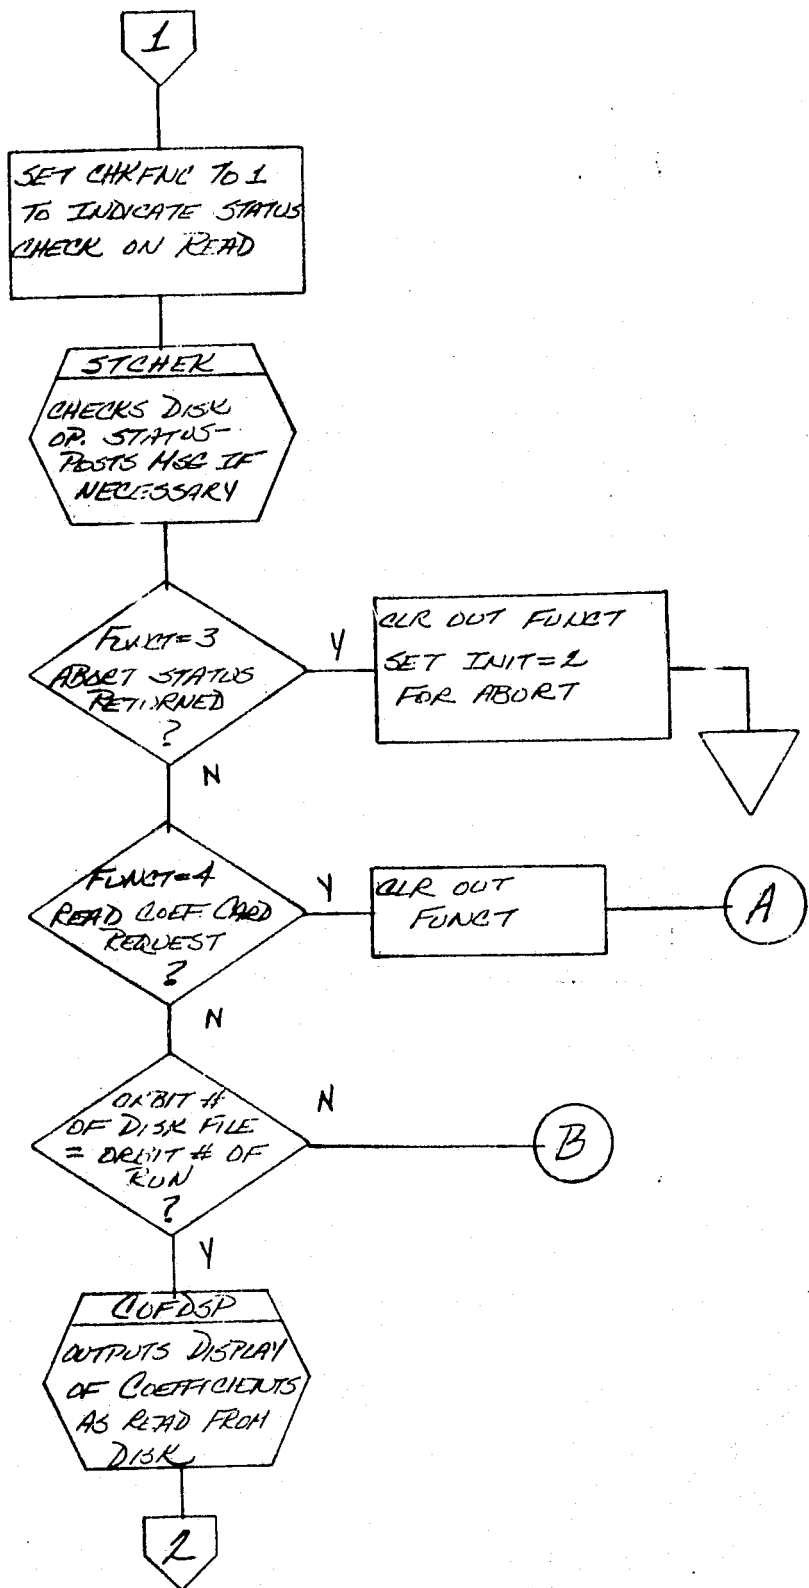 1
SET CHKFNC TO 1
TO INDICATE STATUS
CHECK ON READ
STCHEK
CHECKS DISK
OP. STATUS-
POSTS MSG IF
NECESSARY
FUNCT=3
ABORT STATUS
RETURNED
?
Y
CLR OUT FUNCT
SET INIT=2
FOR ABORT
N
FUNCT=4
READ COEF. CARD
REQUEST
?
Y
CLR OUT
FUNCT
A
N
ORBIT #
OF DISK FILE
= ORBIT # OF
RUN
?
N
B
Y
COFDSP
OUTPUTS DISPLAY
OF COEFFICIENTS
AS READ FROM
DISK
2